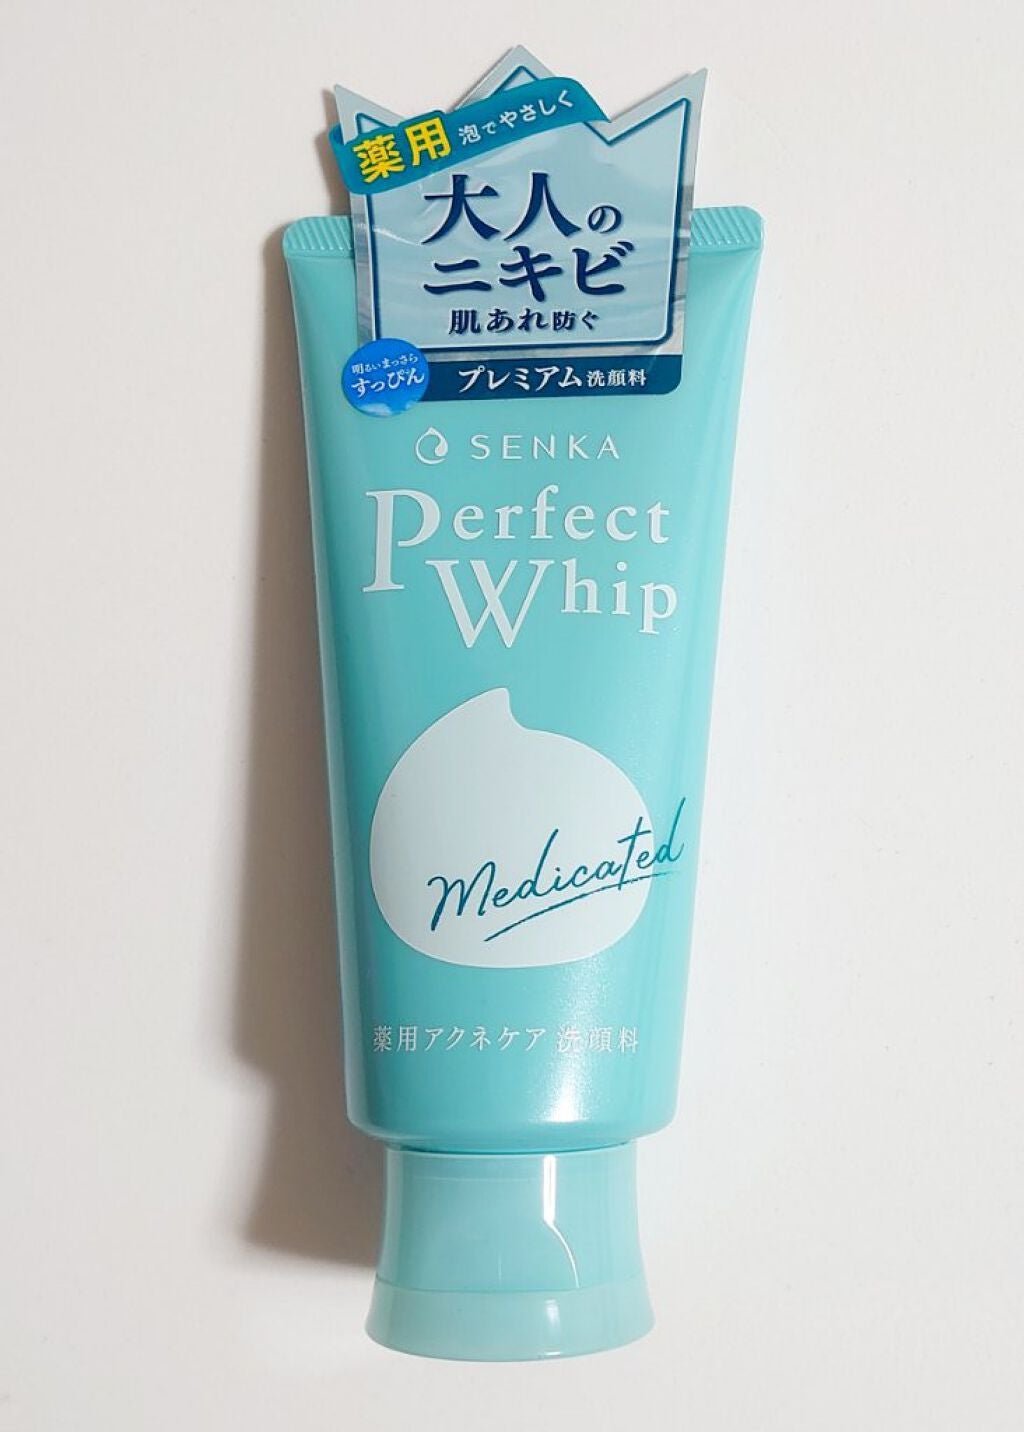 薬用 泡でやさしく
大人の
ニキビ
肌あれ防ぐ
明るいまっさら
すっぴん
プレミアム洗顔料
SENKA
Perfect
Whip
Medicated
薬用アクネケア 洗顔料